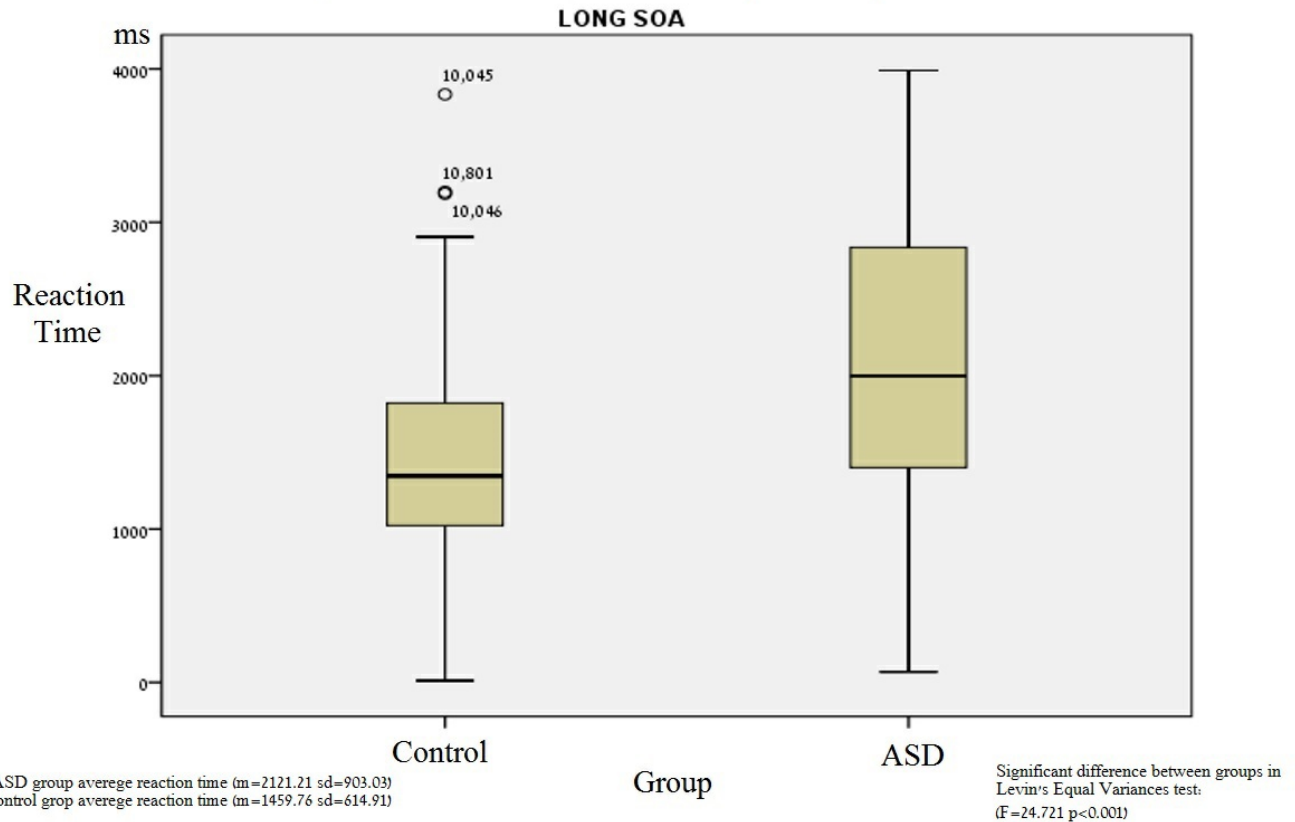 LONG SOA
ms
4000
10,045
10,801
10,046
3000
Reaction
Time
2000
1000
0
Control
ASD
Group
ASD group averege reaction time (m=2121.21 sd=903.03)
ontrol grop averege reaction time (m=1459.76 sd=614.91)
Significant difference between groups in
Levin's Equal Variances test:
(F=24.721 p<0.001)